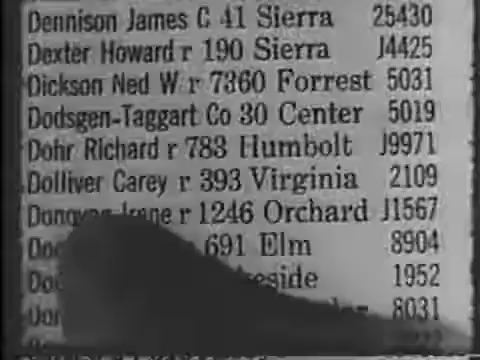 Dennison James C 41 Sierra 25430
Dexter Howard r 190 Sierra J4425
Dickson Ned W r 7360 Forrest 5031
Dodsgen-Taggart Co 30 Center 5019
Dohr Richard r 783 Humbolt J9971
Dolliver Carey r 393 Virginia 2109
Donovan Irene r 1246 Orchard J1567
691 Elm 8904
1952
8031